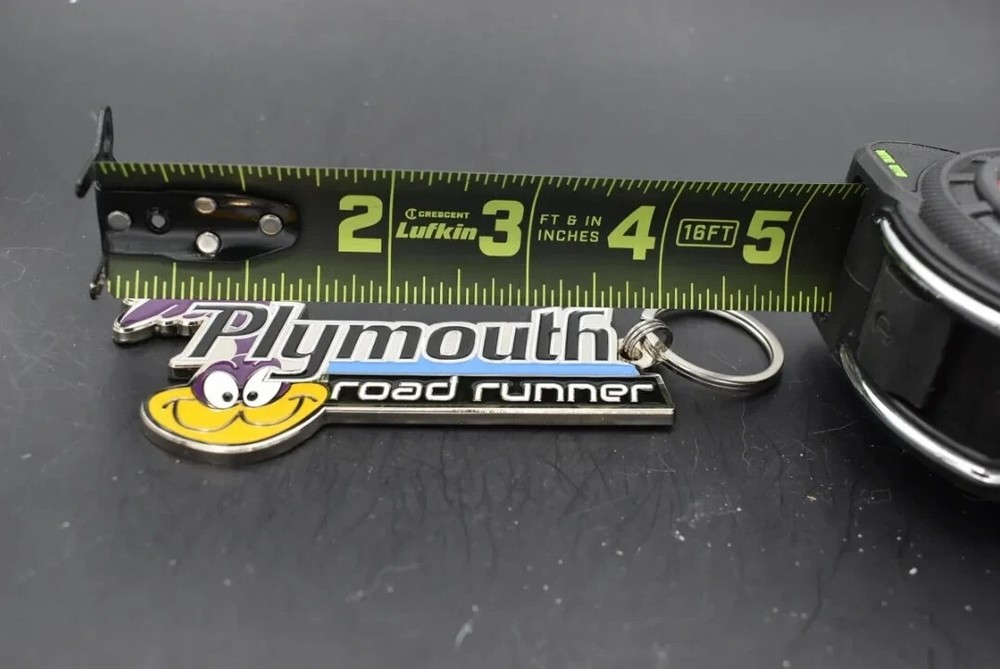 2
CRESCENT
Lufkin
3
FT & IN
INCHES
4
16FT
5
Plymouth
road runner